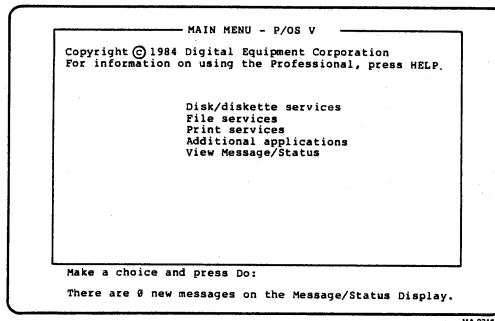 MAIN MENU - P/OS V
Copyright © 1984 Digital Equipment Corporation
For information on using the Professional, press HELP.
Disk/diskette services
File services
Print services
Additional applications
View Message/Status
Make a choice and press Do:
There are 0 new messages on the Message/Status Display.